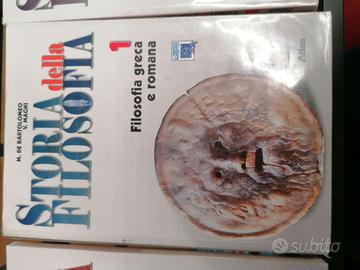 M. DE BARTOLOMEO
V. MAGNI
STORIA della
FILOSOFIA
1
Filosofia greca
e romana
Atlas
subito